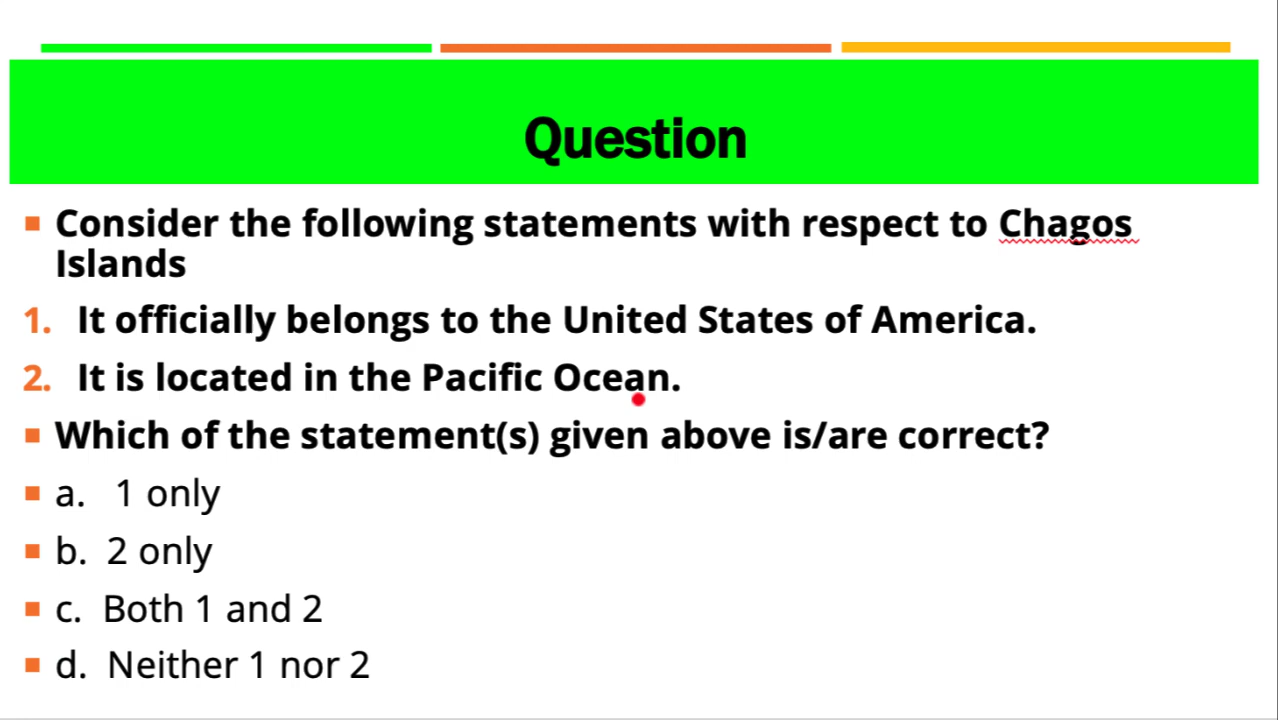 Question
Consider the following statements with respect to Chagos
Islands
1. It officially belongs to the United States of America.
2. It is located in the Pacific Ocean.
Which of the statement(s) given above is/are correct?
a. 1 only
b. 2 only
c. Both 1 and 2
d. Neither 1 nor 2